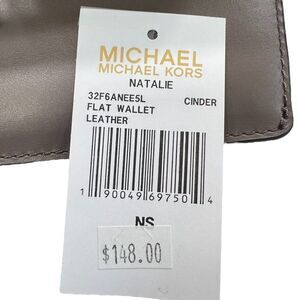 MICHAEL
MICHAEL KORS
NATALIE
32F6ANEE5L CINDER
FLAT WALLET
LEATHER
1 90049 69750 4
NS
$148.00